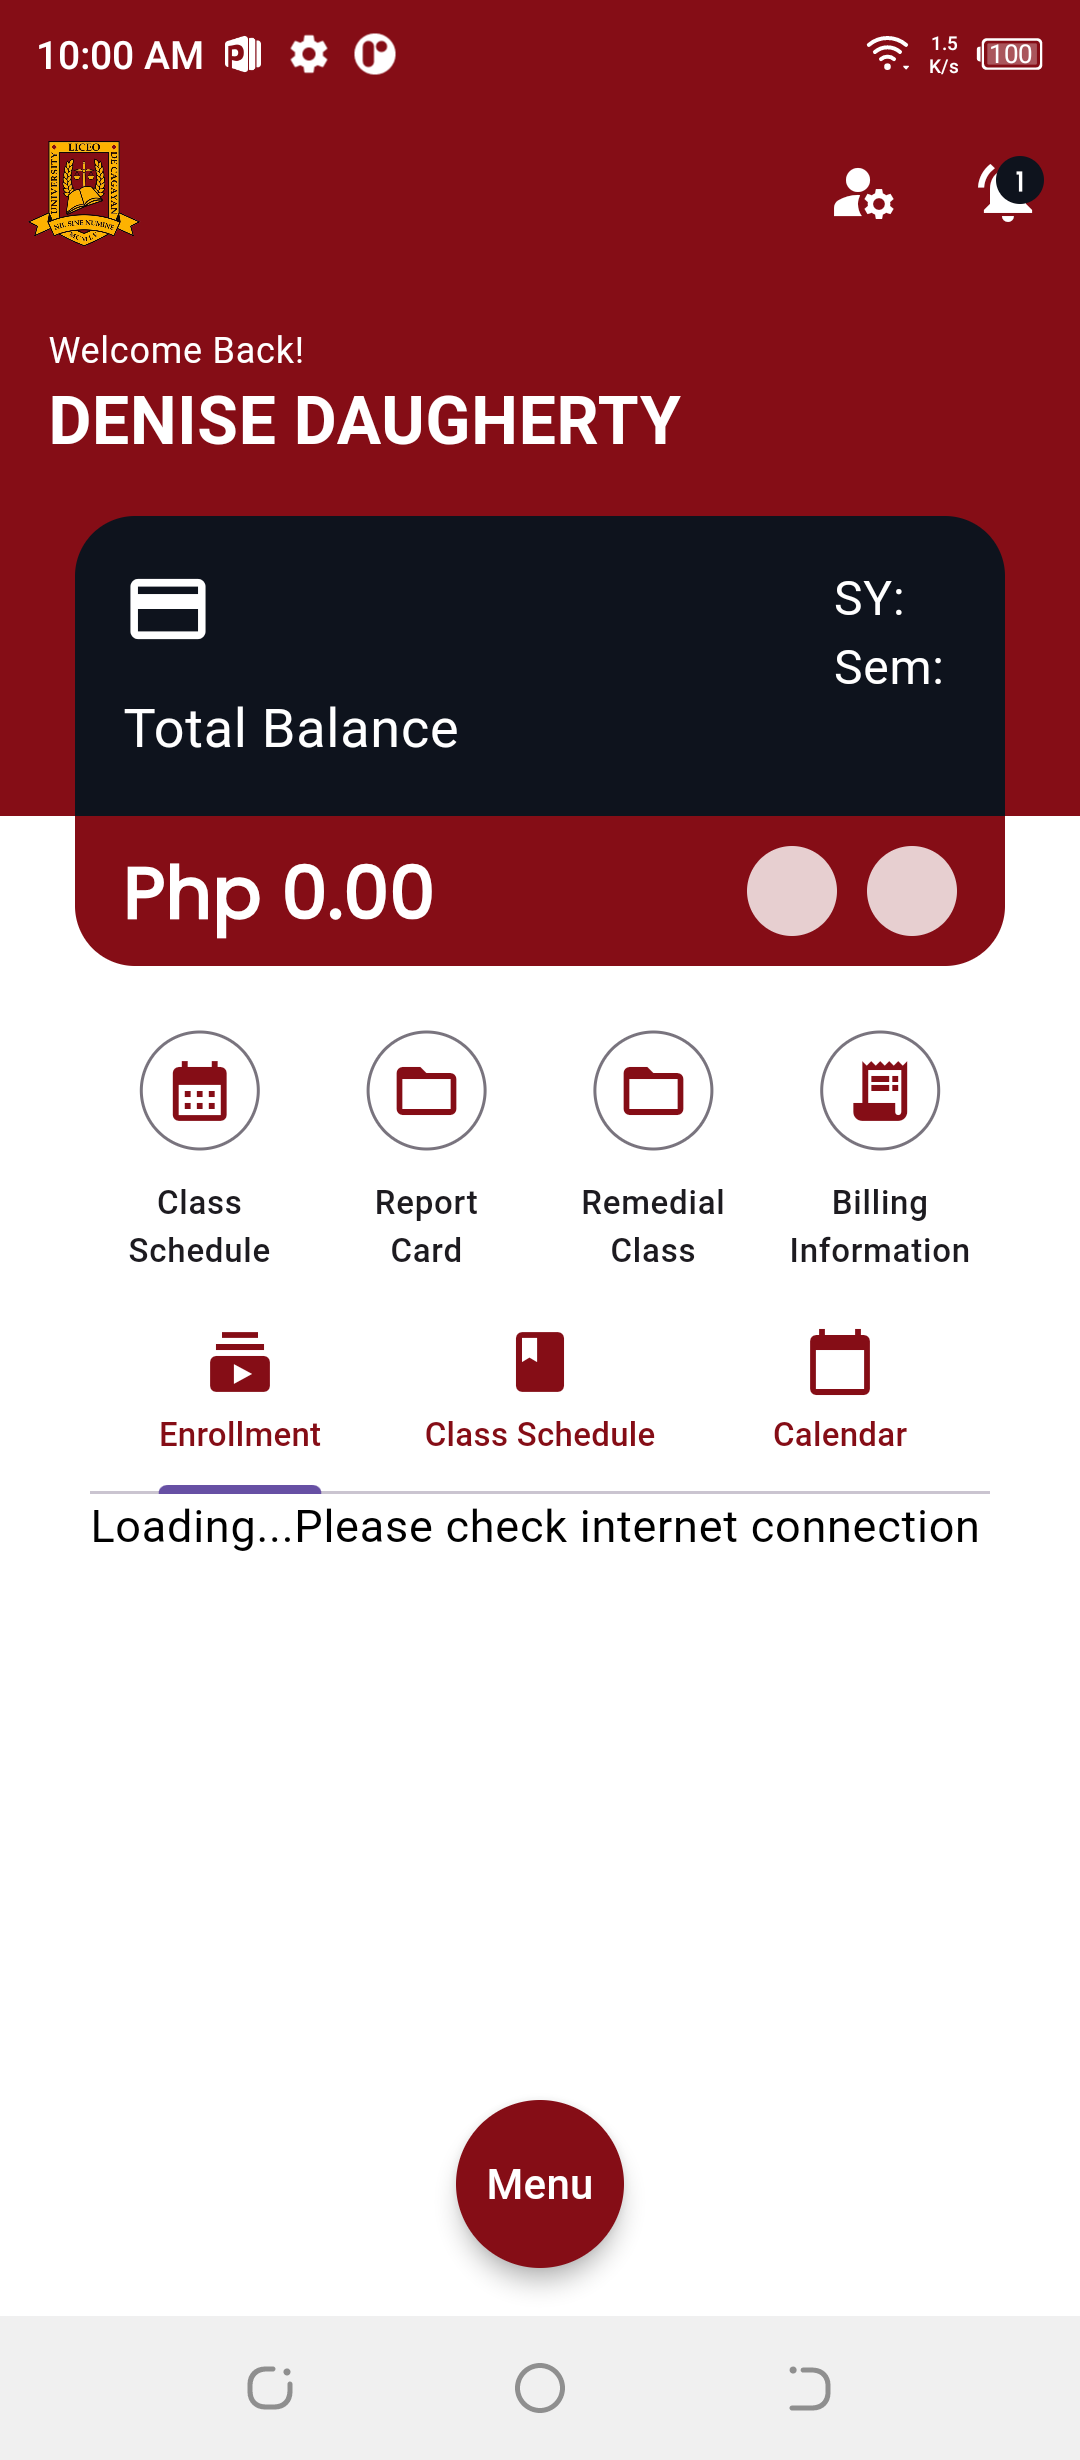 10:00 AM
1.5
K/s
100
LICEO
UNIVERSITY
DE CAGAYAN
NIL SINE NUMINE
MCMLV
1
Welcome Back!
DENISE DAUGHERTY
SY:
Sem:
Total Balance
Php 0.00
Class
Schedule
Report
Card
Remedial
Class
Billing
Information
Enrollment
Class Schedule
Calendar
Loading...Please check internet connection
Menu